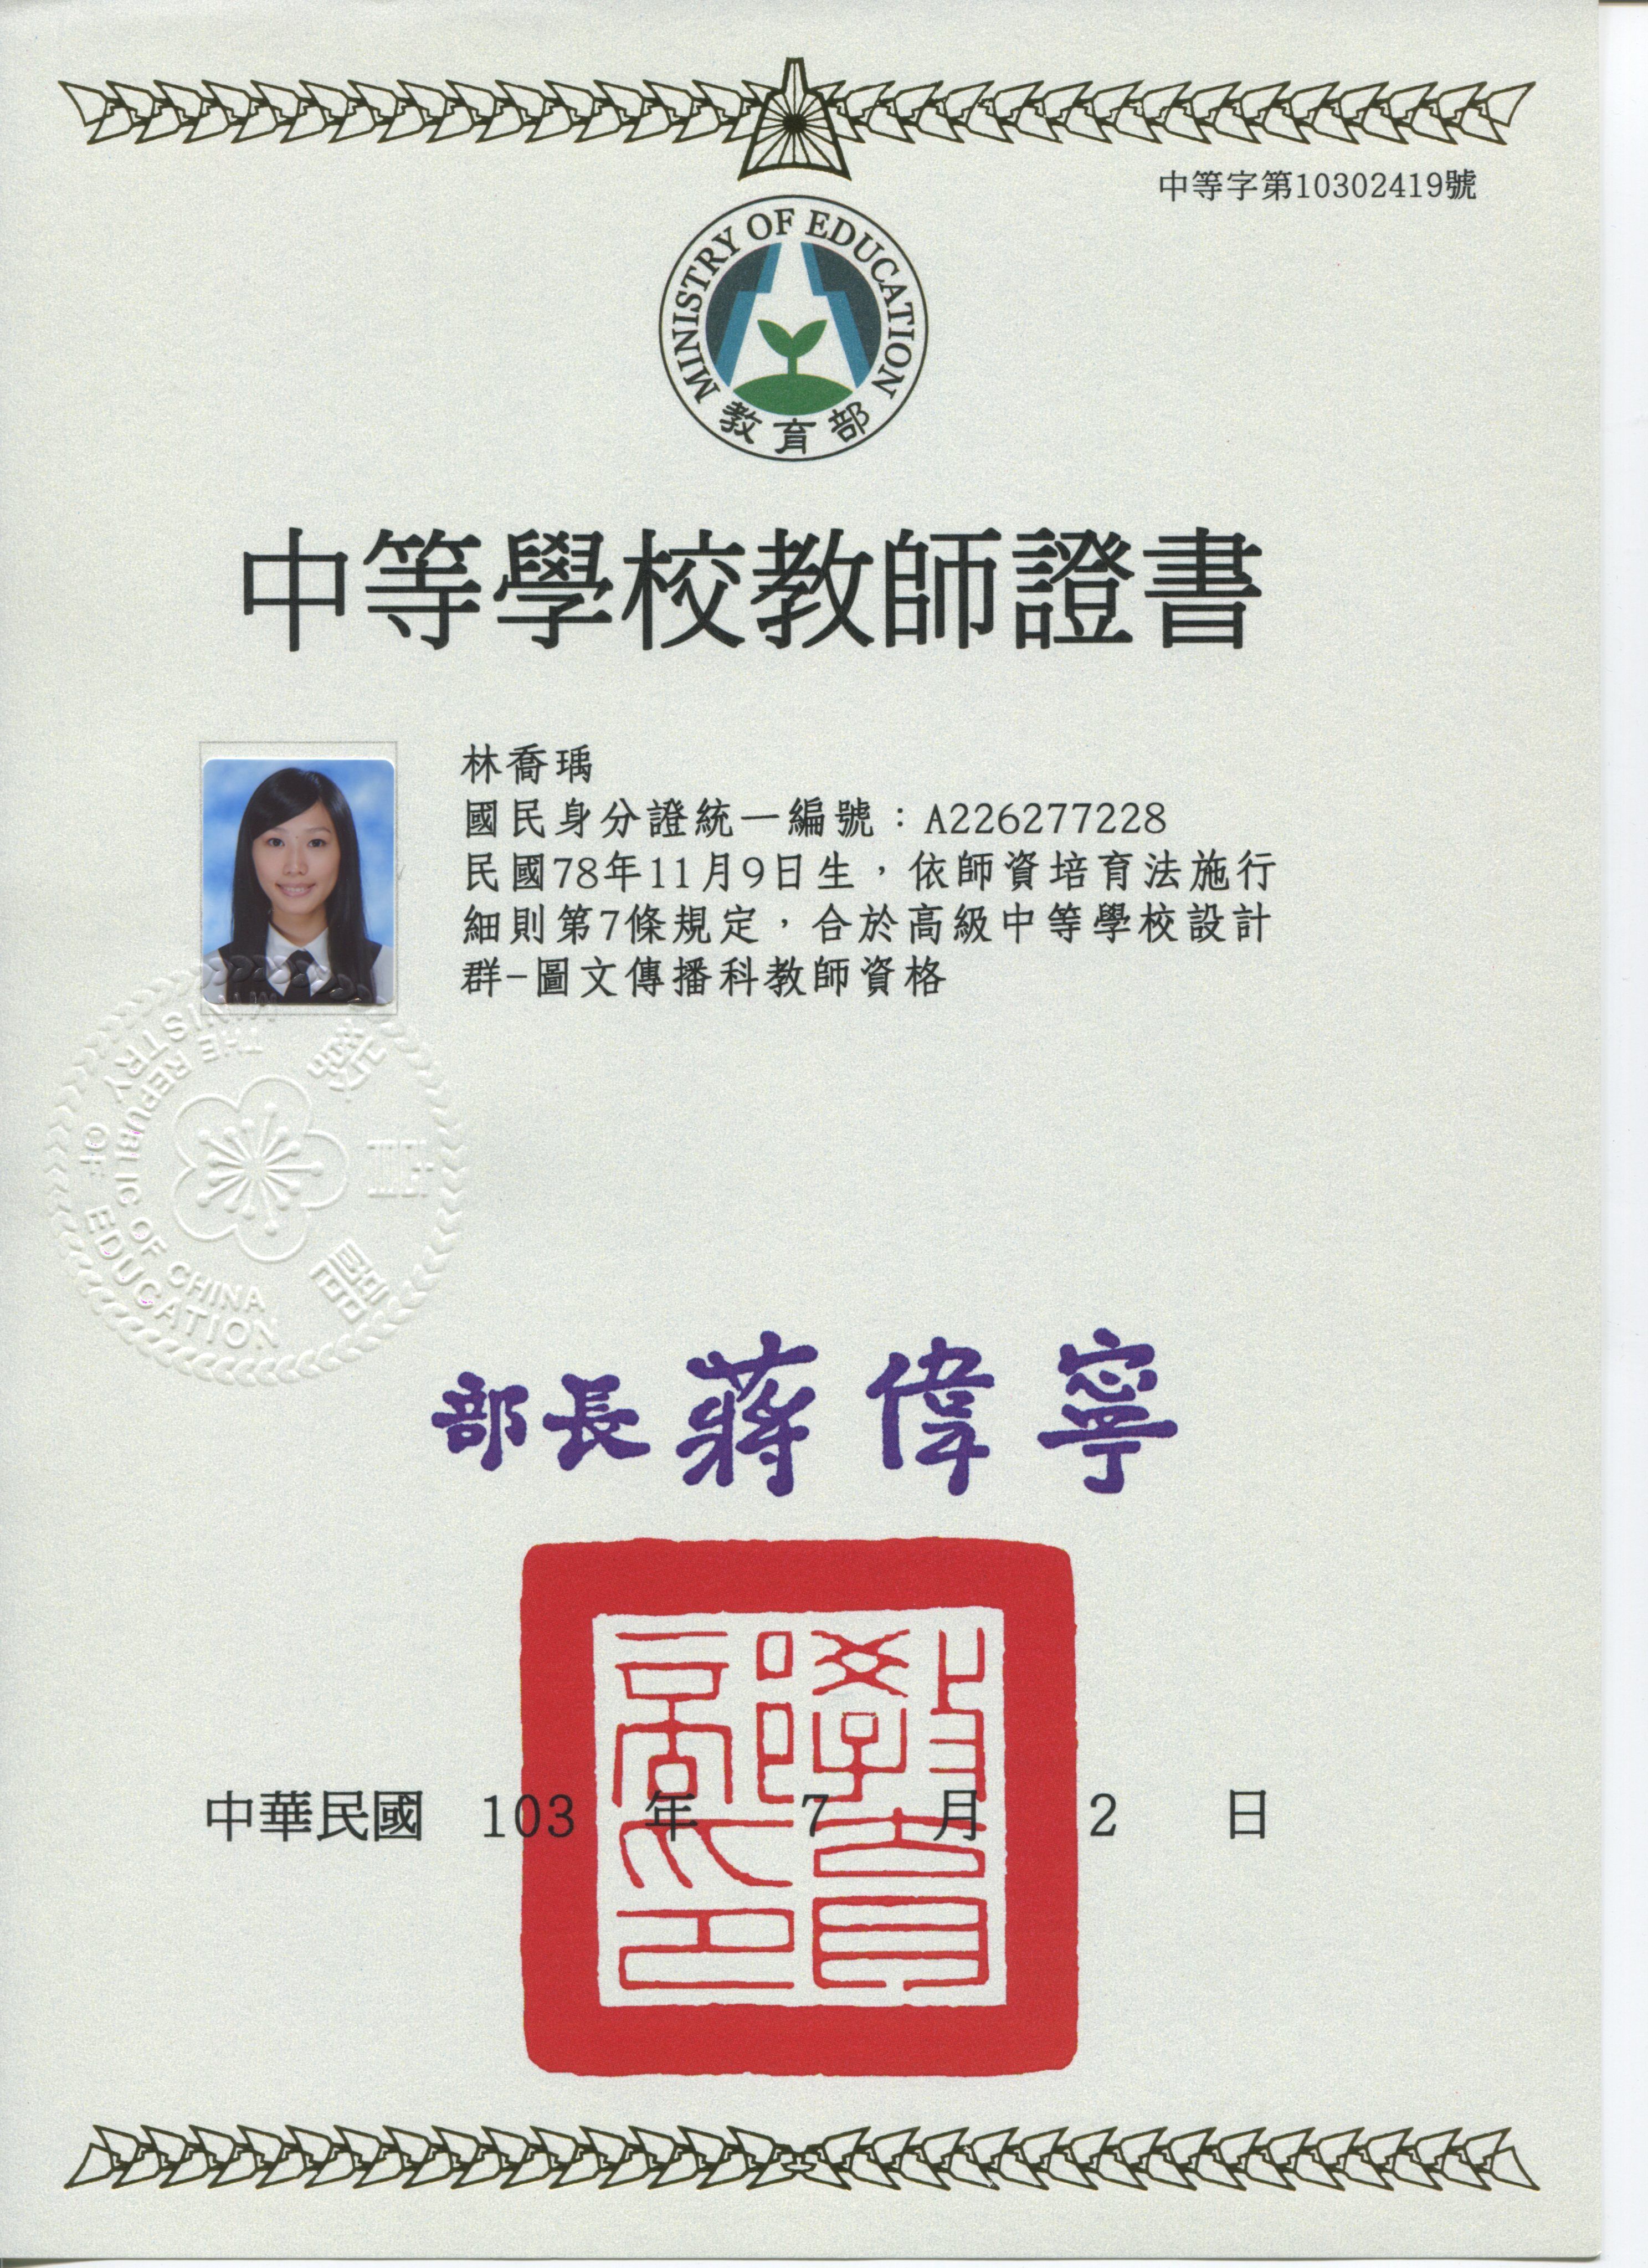 中等字第10302419號
MINISTRY OF EDUCATION
教育部
中等學校教師證書
林喬瑀
國民身分證統一編號：A226277228
民國78年11月9日生，依師資培育法施行
細則第7條規定，合於高級中等學校設計
群-圖文傳播科教師資格
教育部
THE REPUBLIC OF CHINA
MINISTRY OF EDUCATION
部長 蔣偉寧
教育部印
中華民國 103 年 7 月 2 日